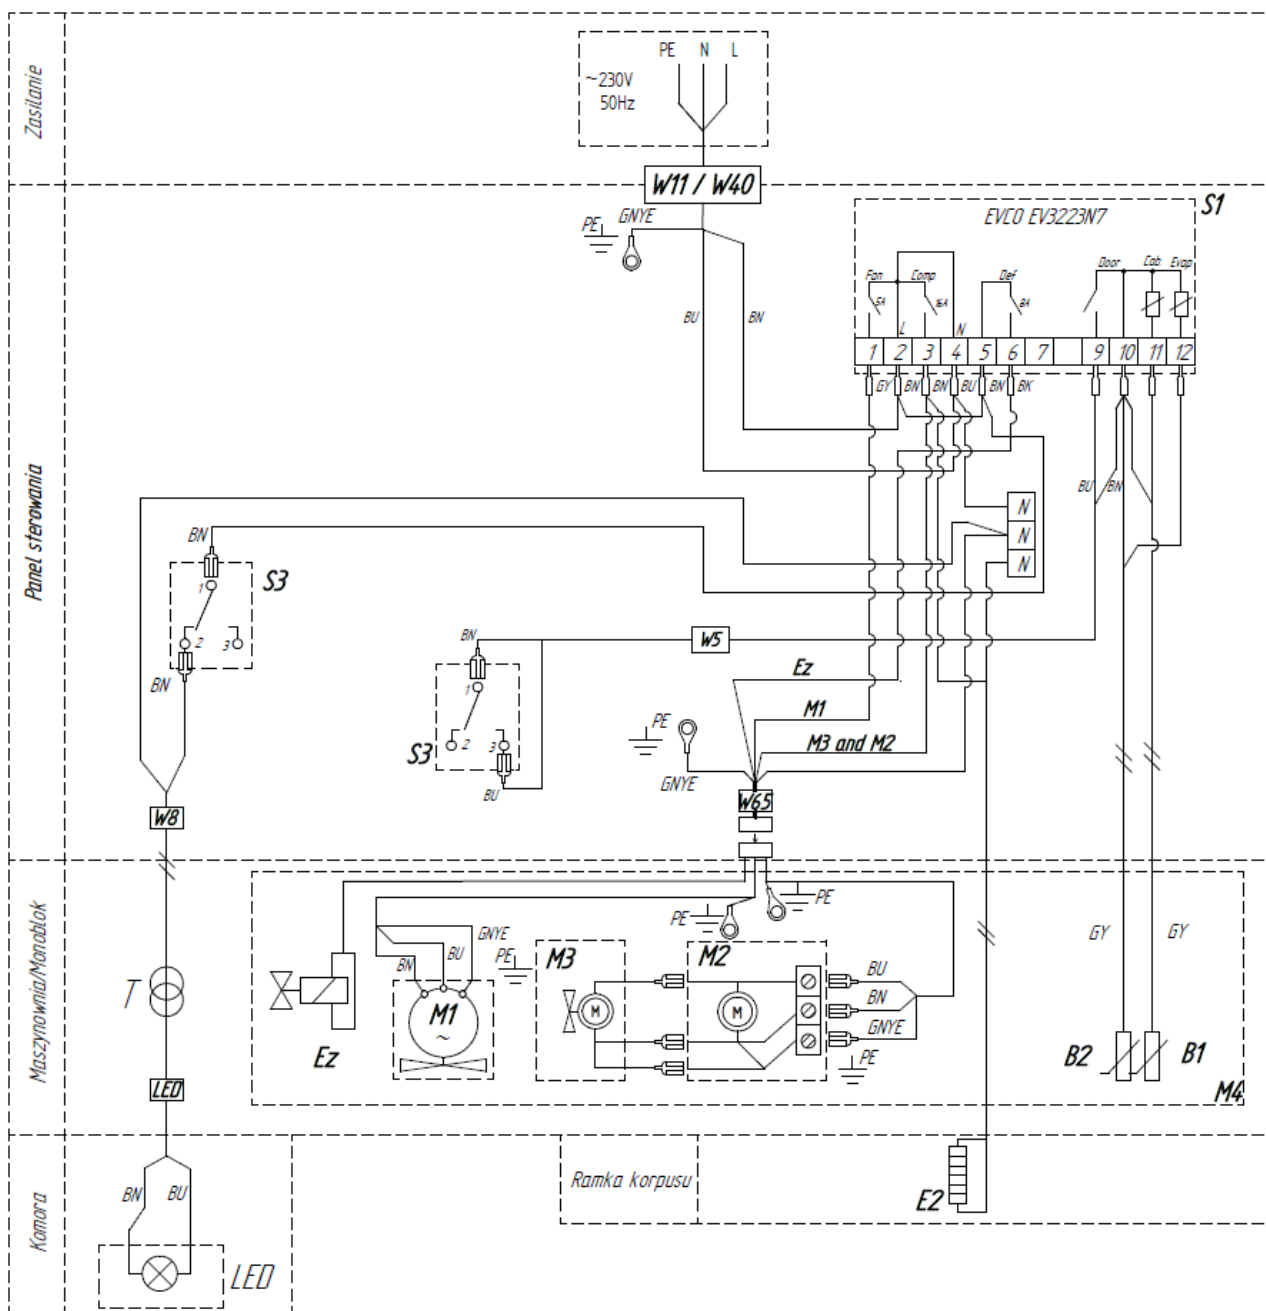 Zasilanie
PE N L
~230V
50Hz
W11 / W40
PE
GNYE
S1
EVCO EV3223N7
Fan
Comp
Def
Door
Cab
Evap
5A
16A
8A
L
N
1 2 3 4 5 6 7 9 10 11 12
GY
BN
BN
BU
BN
BK
BU
BN
BU
BN
N
N
N
Panel sterowania
BN
S3
1
2
3
BN
BN
W5
1
2
3
S3
BU
Ez
M1
M3 and M2
PE
GNYE
W65
W8
Maszynownia/Monoblok
PE
PE
GNYE
BU
BN
PE
M3
M2
M
M
M1
~
Ez
BU
BN
GNYE
PE
GY
GY
B2
B1
M4
T
LED
Komora
BN
BU
LED
Ramka korpusu
E2